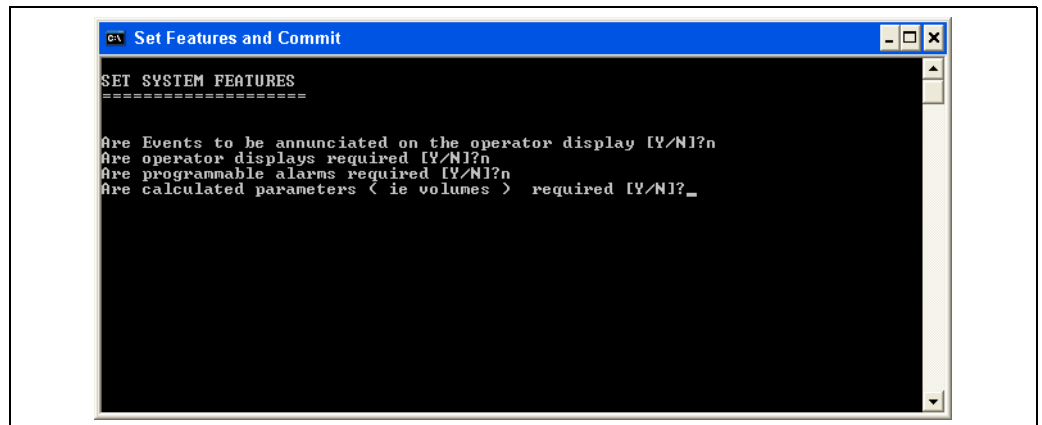 Set Features and Commit
SET SYSTEM FEATURES
====================
Are Events to be annunciated on the operator display [Y/N]?n
Are operator displays required [Y/N]?n
Are programmable alarms required [Y/N]?n
Are calculated parameters ( ie volumes )  required [Y/N]?_